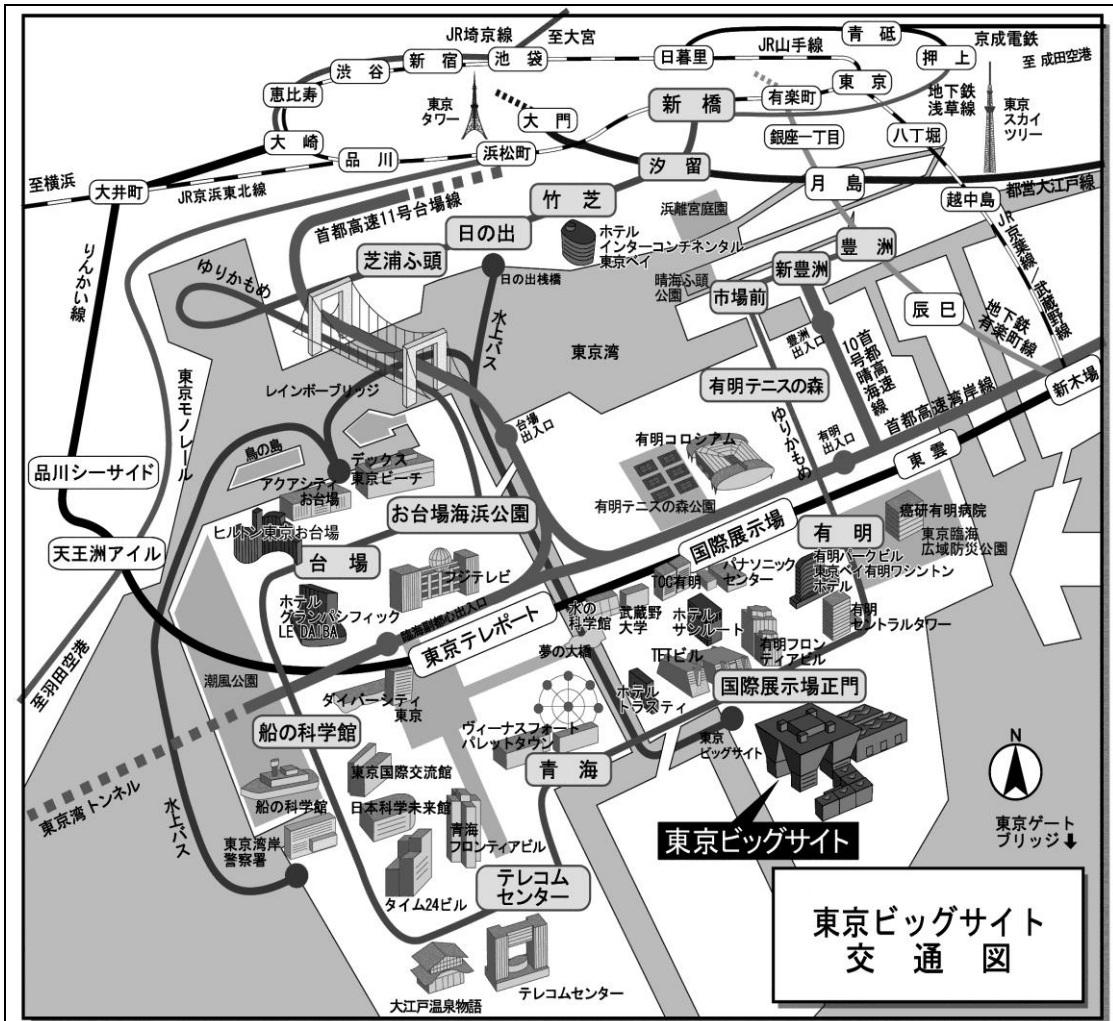 JR埼京線
至大宮
池袋
新宿
渋谷
恵比寿
大崎
日暮里
JR山手線
青砥
京成電鉄
押上
至 成田空港
東京
有楽町
新橋
地下鉄
浅草線
東京
スカイ
ツリー
東京
タワー
大門
銀座一丁目
八丁堀
品川
浜松町
汐留
月島
都営大江戸線
越中島
至横浜
大井町
JR京浜東北線
首都高速11号台場線
竹芝
日の出
芝浦ふ頭
浜離宮庭園
ホテル
インターコンチネンタル
東京ベイ
日の出桟橋
晴海ふ頭
公園
豊洲
新豊洲
市場前
JR京葉線/武蔵野線
辰巳
地下鉄
有楽町線
りんかい線
ゆりかもめ
水上バス
東京湾
豊洲
出入口
10号晴海線
首都高速
首都高速湾岸線
新木場
東京モノレール
レインボーブリッジ
有明テニスの森
ゆりかもめ
台場
出入口
有明コロシアム
有明
出入口
東雲
品川シーサイド
鳥の島
デックス
東京ビーチ
アクアシティ
お台場
お台場海浜公園
有明テニスの森公園
国際展示場
有明
癌研有明病院
東京臨海
広域防災公園
天王洲アイル
ヒルトン東京お台場
台場
フジテレビ
ホテル
グランパシフィック
LE DAIBA
臨海副都心出入口
東京テレポート
水の
科学館
武蔵野
大学
TOC有明
パナソニック
センター
ホテル
サンルート
有明パークビル
東京ベイ有明ワシントン
ホテル
有明
セントラルタワー
有明フロン
ティアビル
TFTビル
夢の大橋
ホテル
トラスティ
国際展示場正門
至羽田空港
潮風公園
ダイバーシティ
東京
船の科学館
ヴィーナスフォート
パレットタウン
青海
東京
ビッグサイト
東京湾トンネル
水上バス
船の科学館
東京国際交流館
日本科学未来館
青海
フロンティアビル
東京湾岸
警察署
タイム24ビル
テレコム
センター
大江戸温泉物語
テレコムセンター
東京ビッグサイト
N
東京ゲート
ブリッジ
東京ビッグサイト
交通図